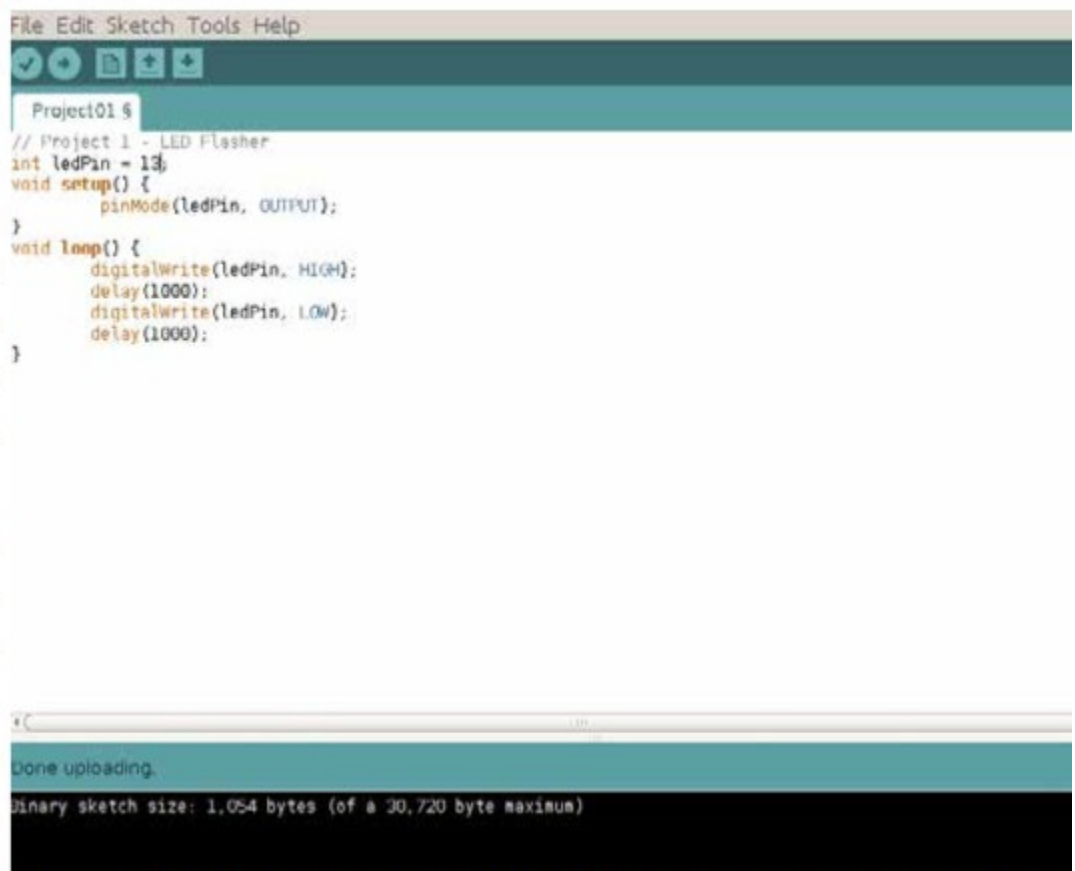 File Edit Sketch Tools Help
Project01 §
// Project 1 - LED Flasher
int ledPin = 13;
void setup() {
        pinMode(ledPin, OUTPUT);
}
void loop() {
        digitalWrite(ledPin, HIGH);
        delay(1000);
        digitalWrite(ledPin, LOW);
        delay(1000);
}
Done uploading.
Binary sketch size: 1,054 bytes (of a 30,720 byte maximum)